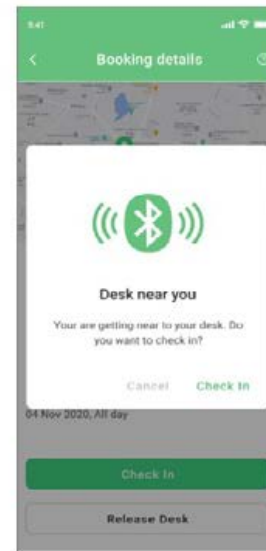 9:41
Booking details
Desk near you
Your are getting near to your desk. Do
you want to check in?
Cancel
Check In
04 Nov 2020, All day
Check In
Release Desk